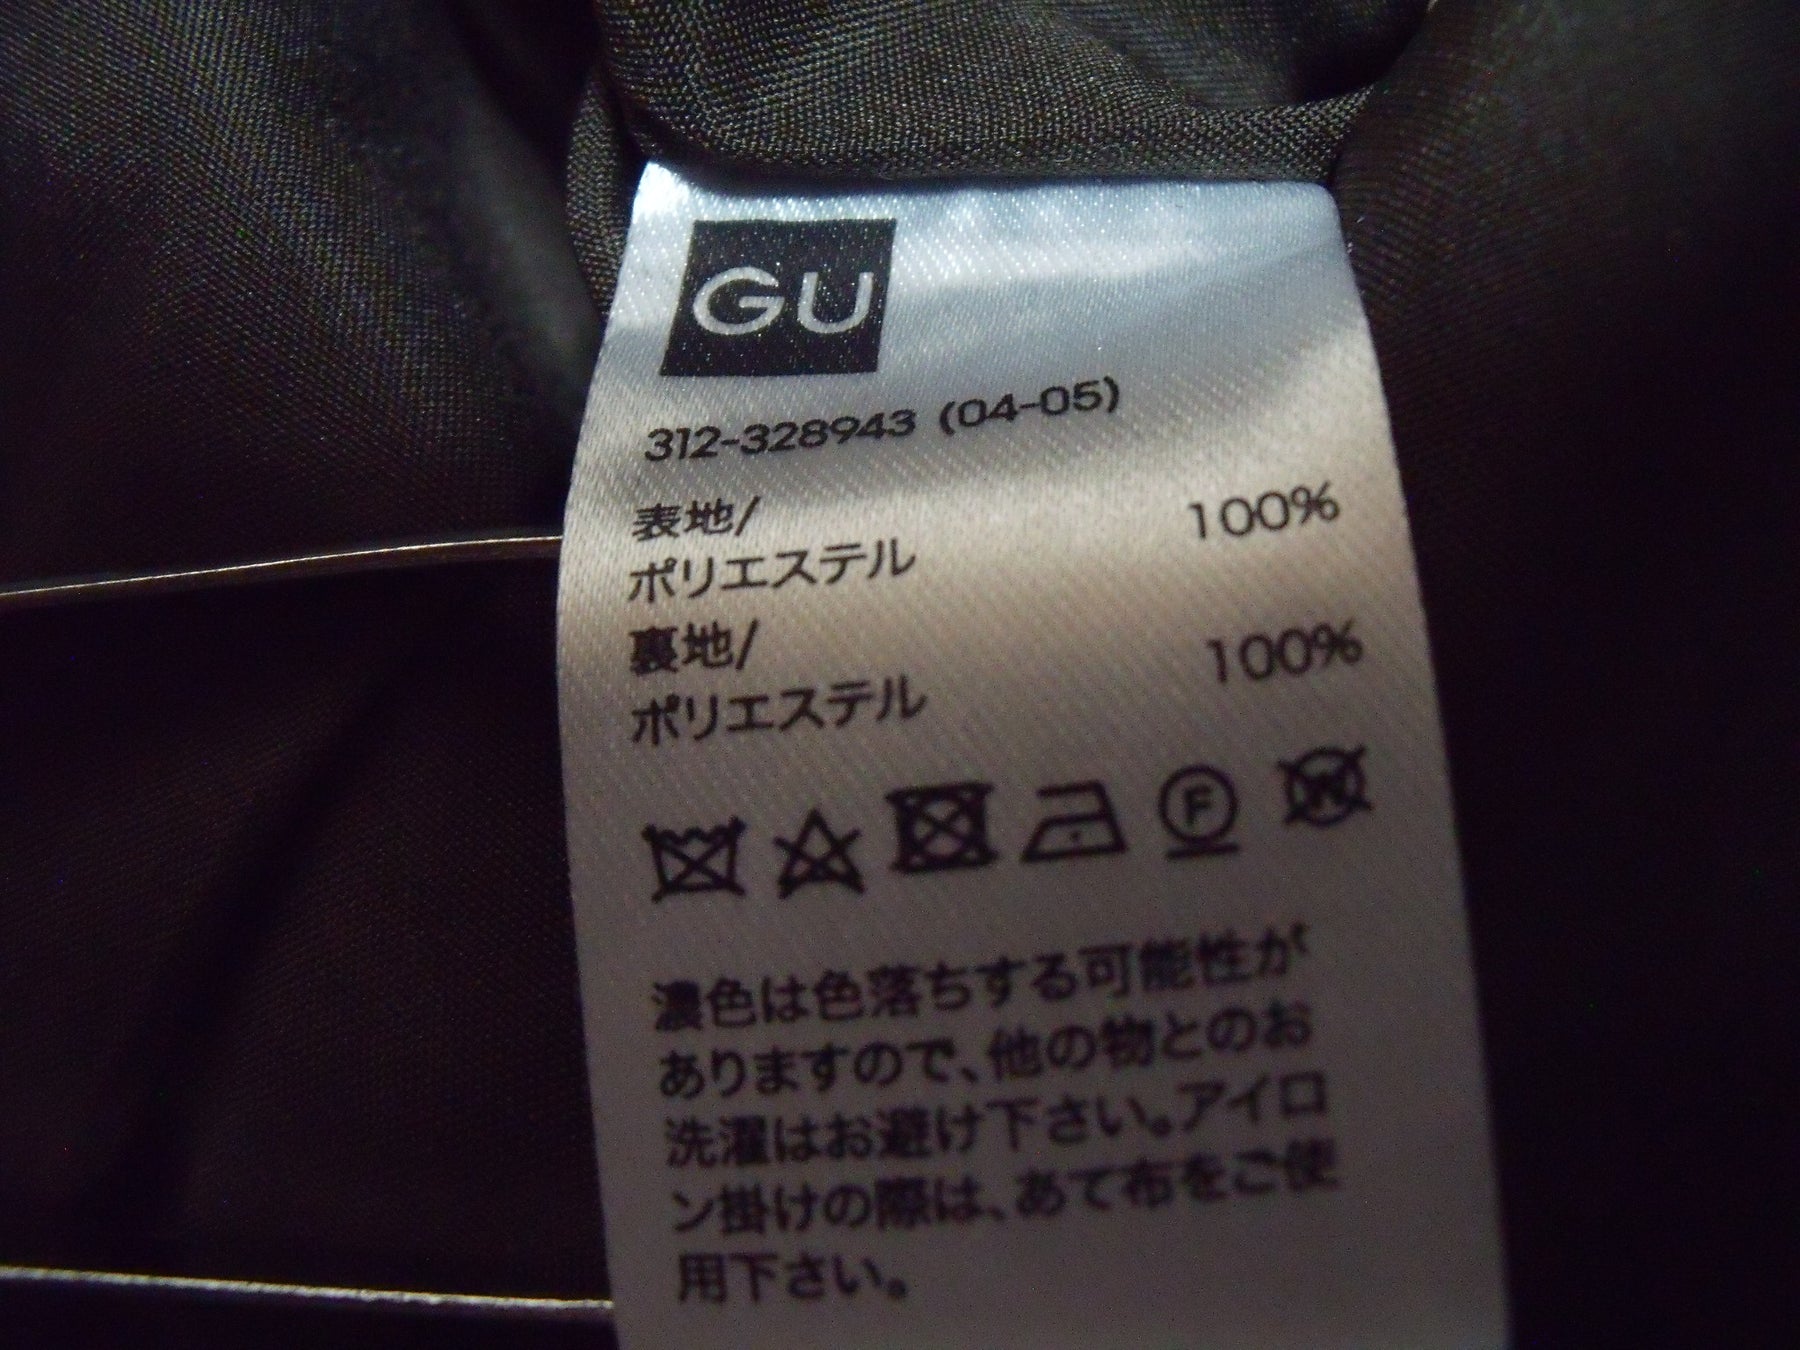 GU
312-328943 (04-05)
表地/
ポリエステル 100%
裏地/
ポリエステル 100%
F W
濃色は色落ちする可能性が
ありますので、他の物とのお
洗濯はお避け下さい。アイロ
ン掛けの際は、あて布をご使
用下さい。